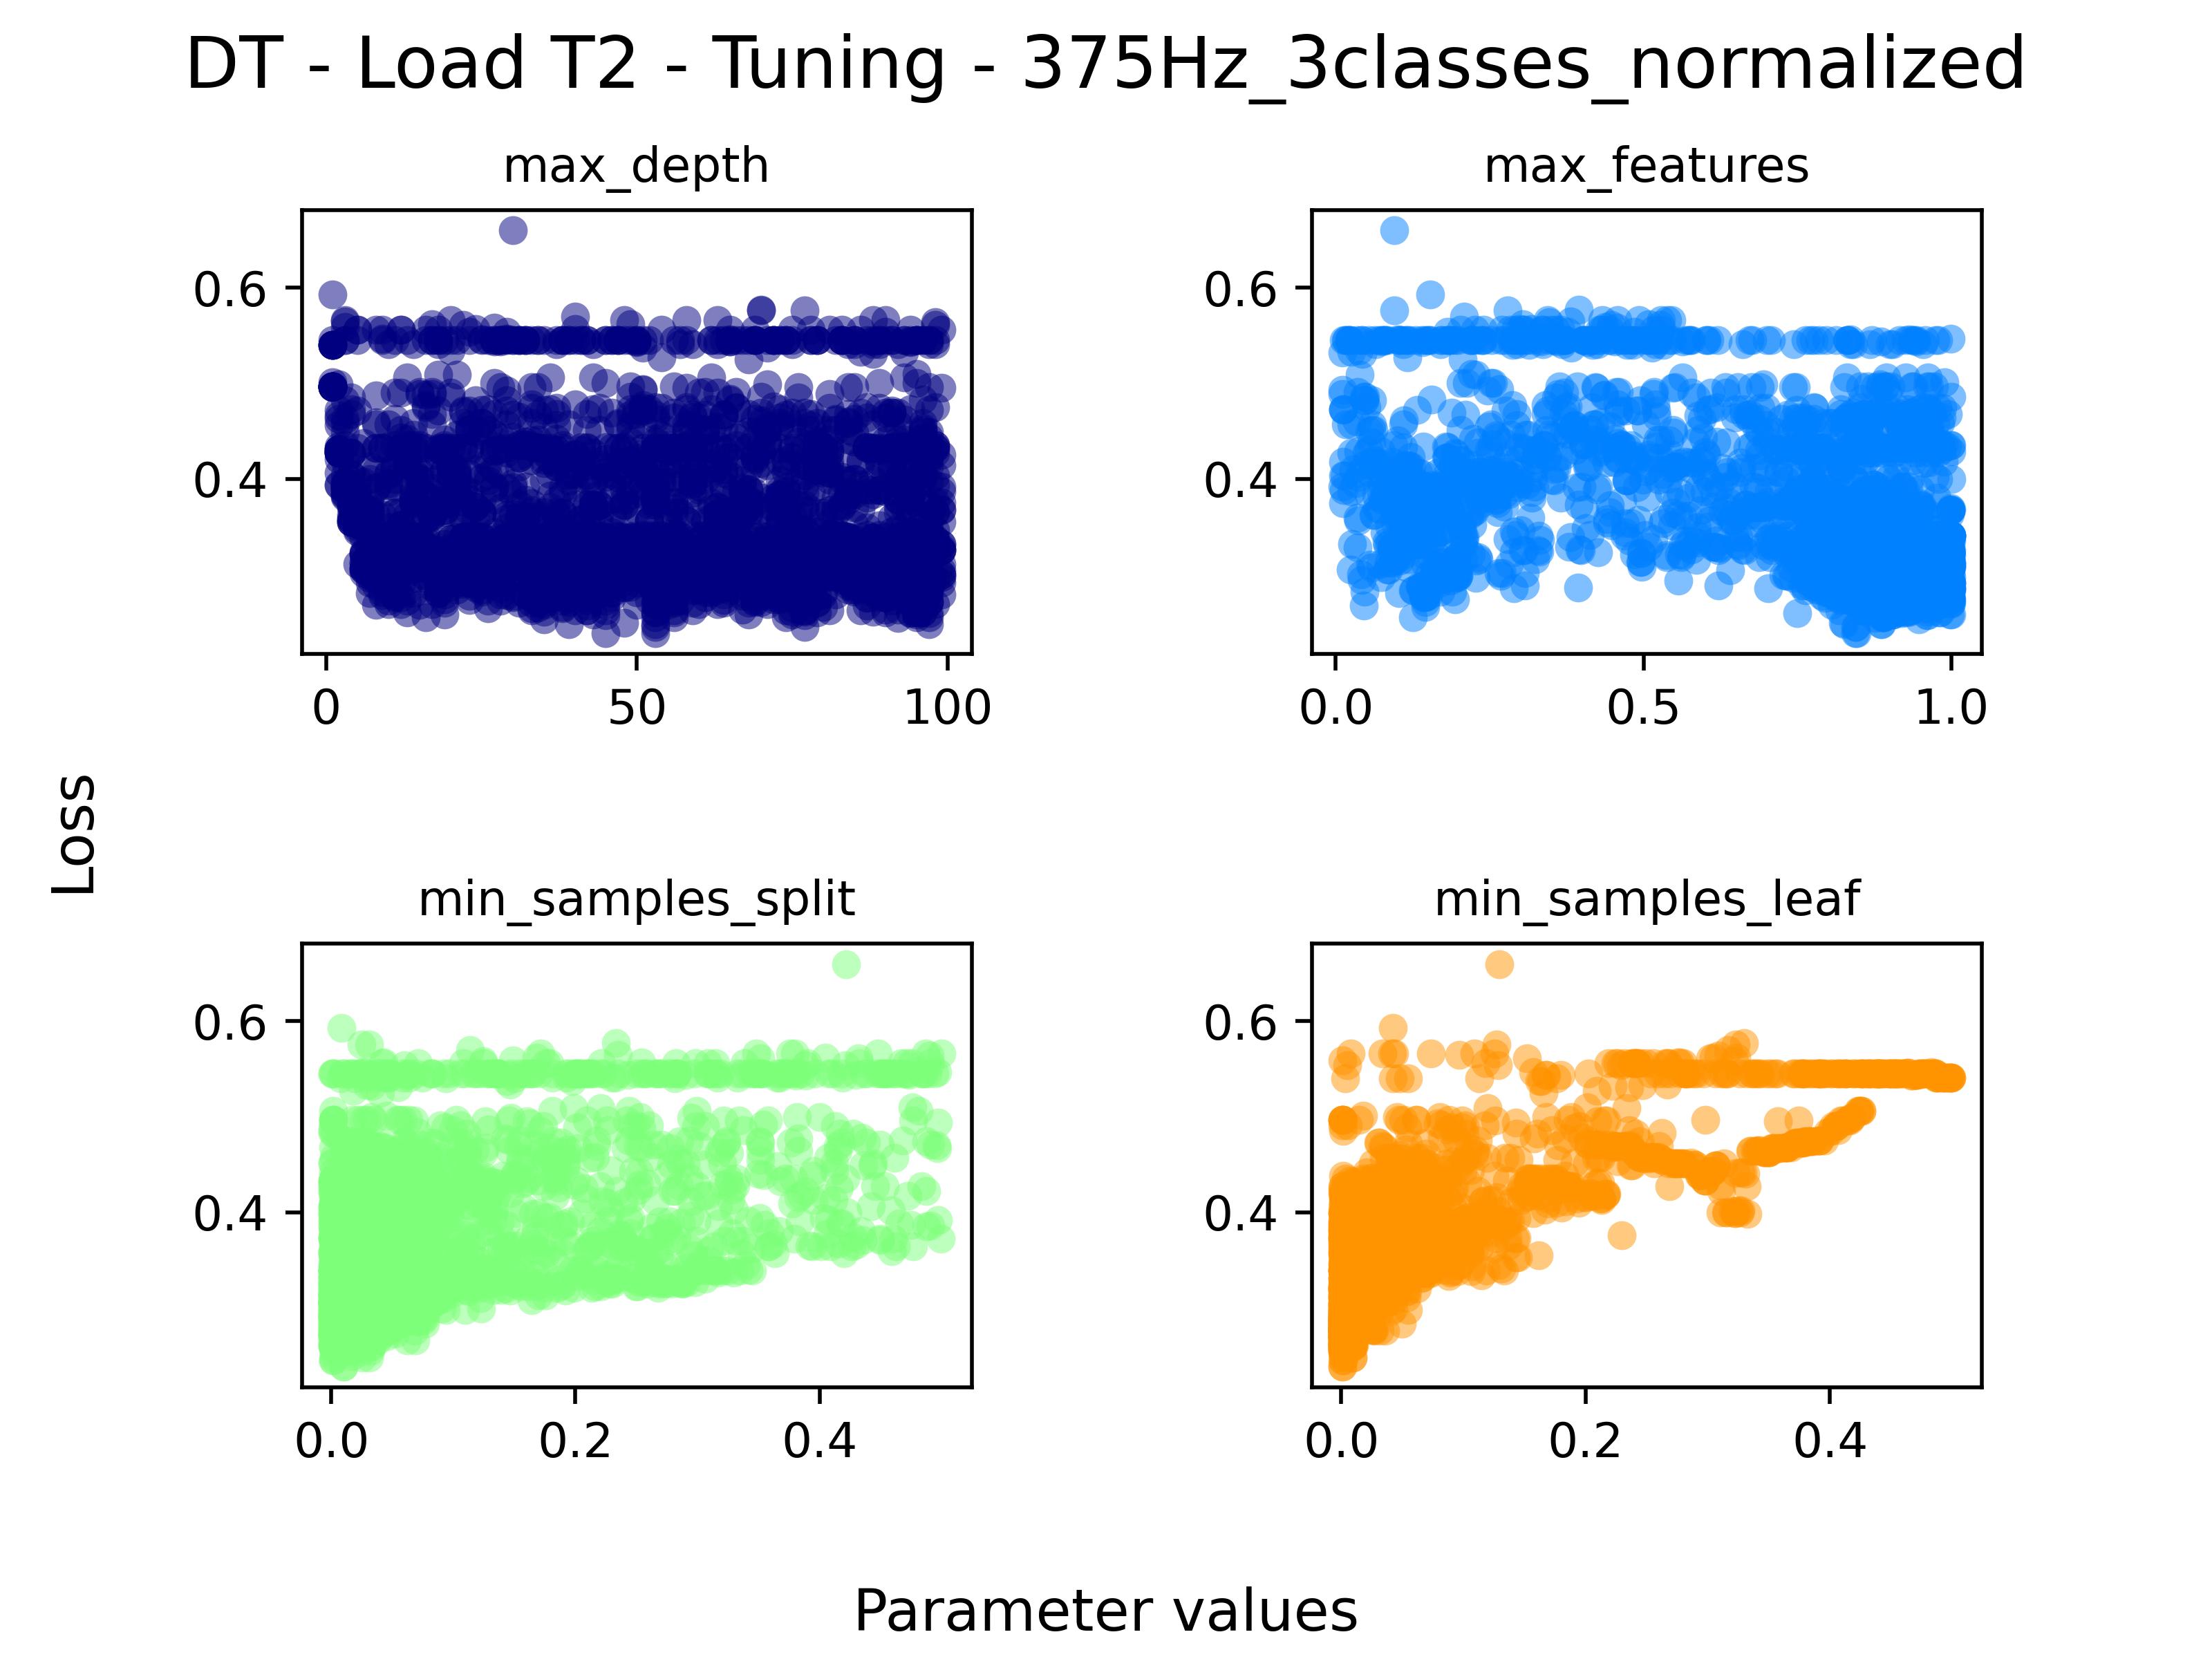 DT - Load T2 - Tuning - 375Hz_3classes_normalized
max_depth
max_features
0.6
0.4
0
50
100
0.6
0.4
0.0
0.5
1.0
Loss
min_samples_split
min_samples_leaf
0.6
0.4
0.0
0.2
0.4
0.6
0.4
0.0
0.2
0.4
Parameter values